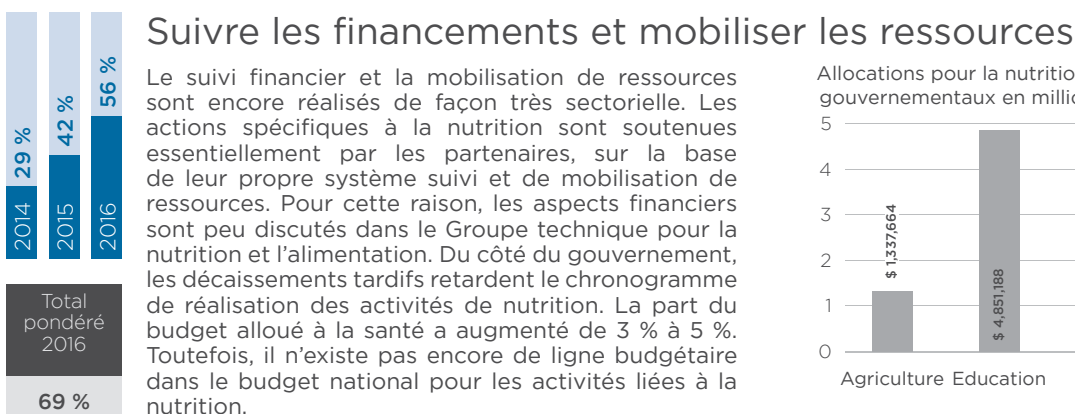 Suivre les financements et mobiliser les ressources
29 %
42 %
56 %
2014
2015
2016
Total
pondéré
2016
69 %
Le suivi financier et la mobilisation de ressources
sont encore réalisés de façon très sectorielle. Les
actions spécifiques à la nutrition sont soutenues
essentiellement par les partenaires, sur la base
de leur propre système suivi et de mobilisation de
ressources. Pour cette raison, les aspects financiers
sont peu discutés dans le Groupe technique pour la
nutrition et l’alimentation. Du côté du gouvernement,
les décaissements tardifs retardent le chronogramme
de réalisation des activités de nutrition. La part du
budget alloué à la santé a augmenté de 3 % à 5 %.
Toutefois, il n’existe pas encore de ligne budgétaire
dans le budget national pour les activités liées à la
nutrition.
Allocations pour la nutritio
gouvernementaux en millio
5
4
3
2
1
0
$ 1,337,664
$ 4,851,188
Agriculture Education